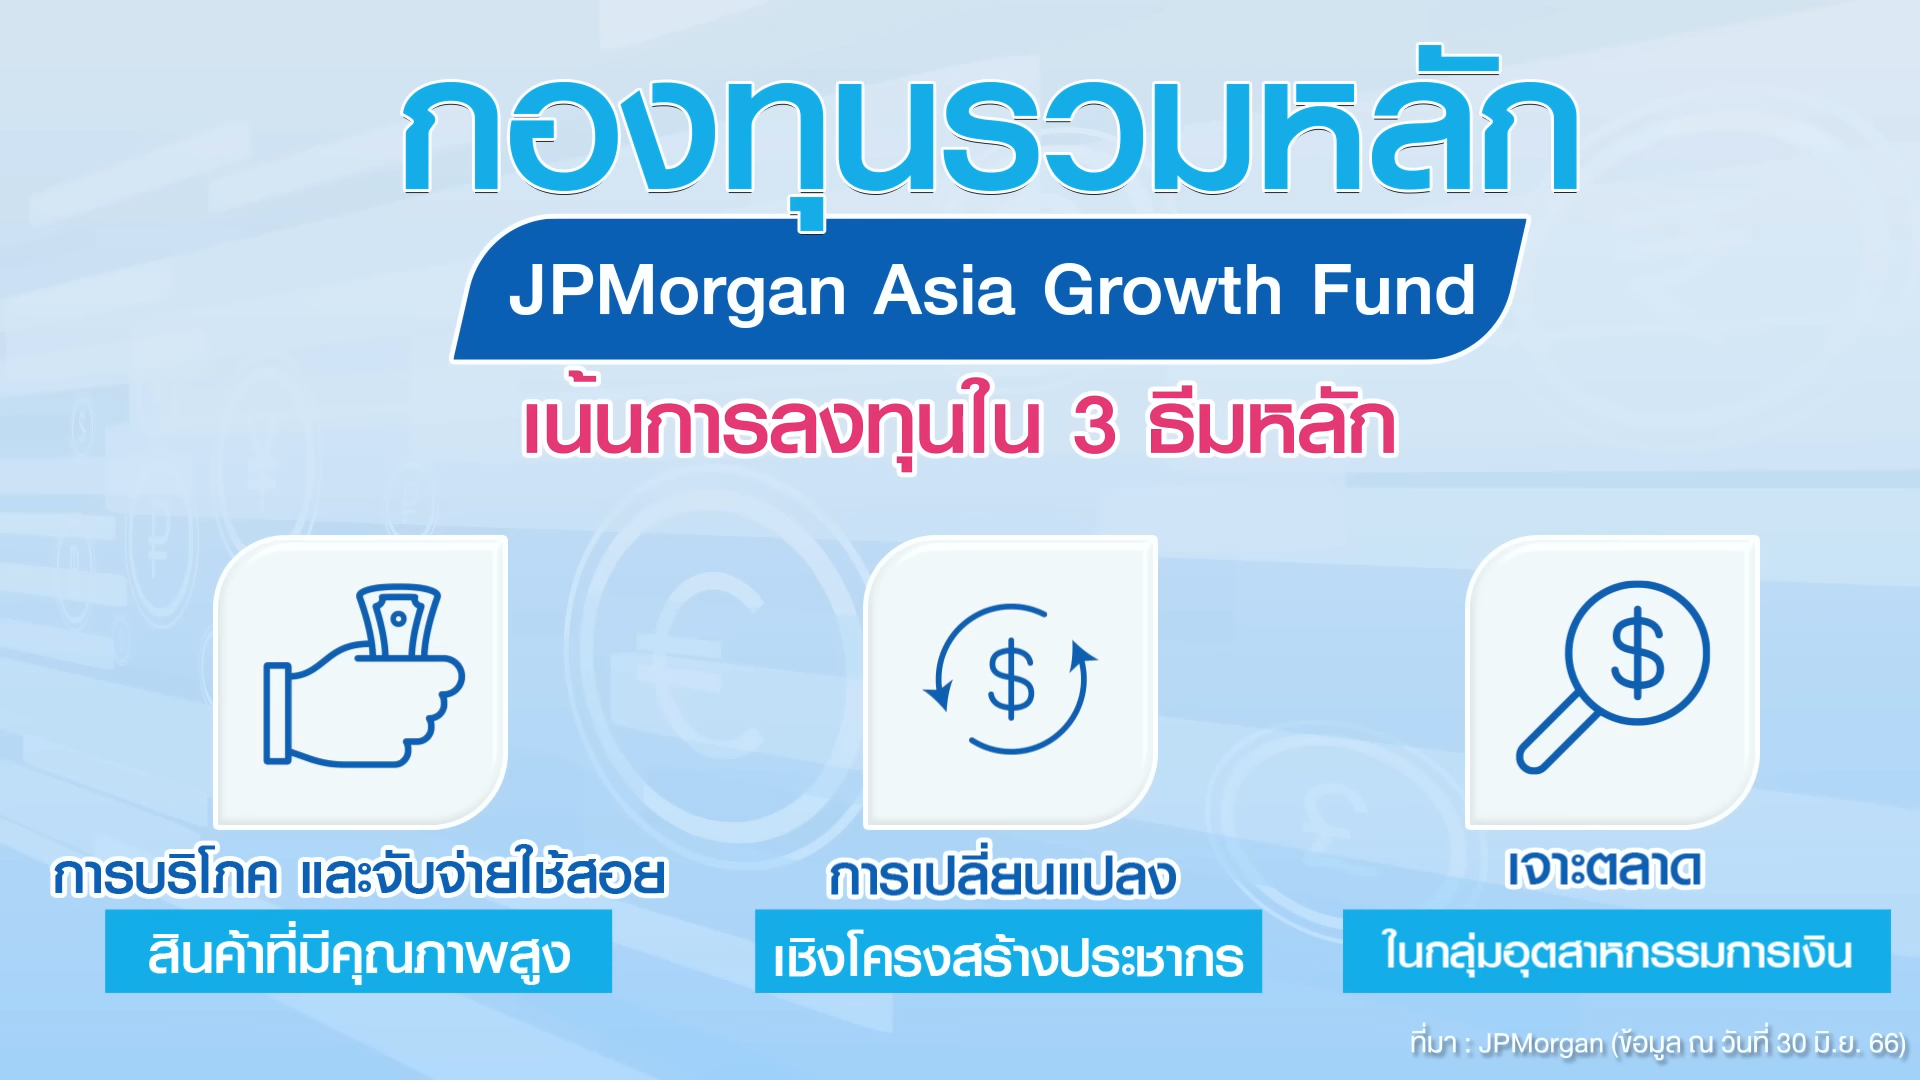 กองทุนรวมหลัก
JPMorgan Asia Growth Fund
เน้นการลงทุนใน 3 ธีมหลัก
การบริโภค และจับจ่ายใช้สอย
สินค้าที่มีคุณภาพสูง
การเปลี่ยนแปลง
เชิงโครงสร้างประชากร
เจาะตลาด
ในกลุ่มอุตสาหกรรมการเงิน
ที่มา : JPMorgan (ข้อมูล ณ วันที่ 30 มิ.ย. 66)